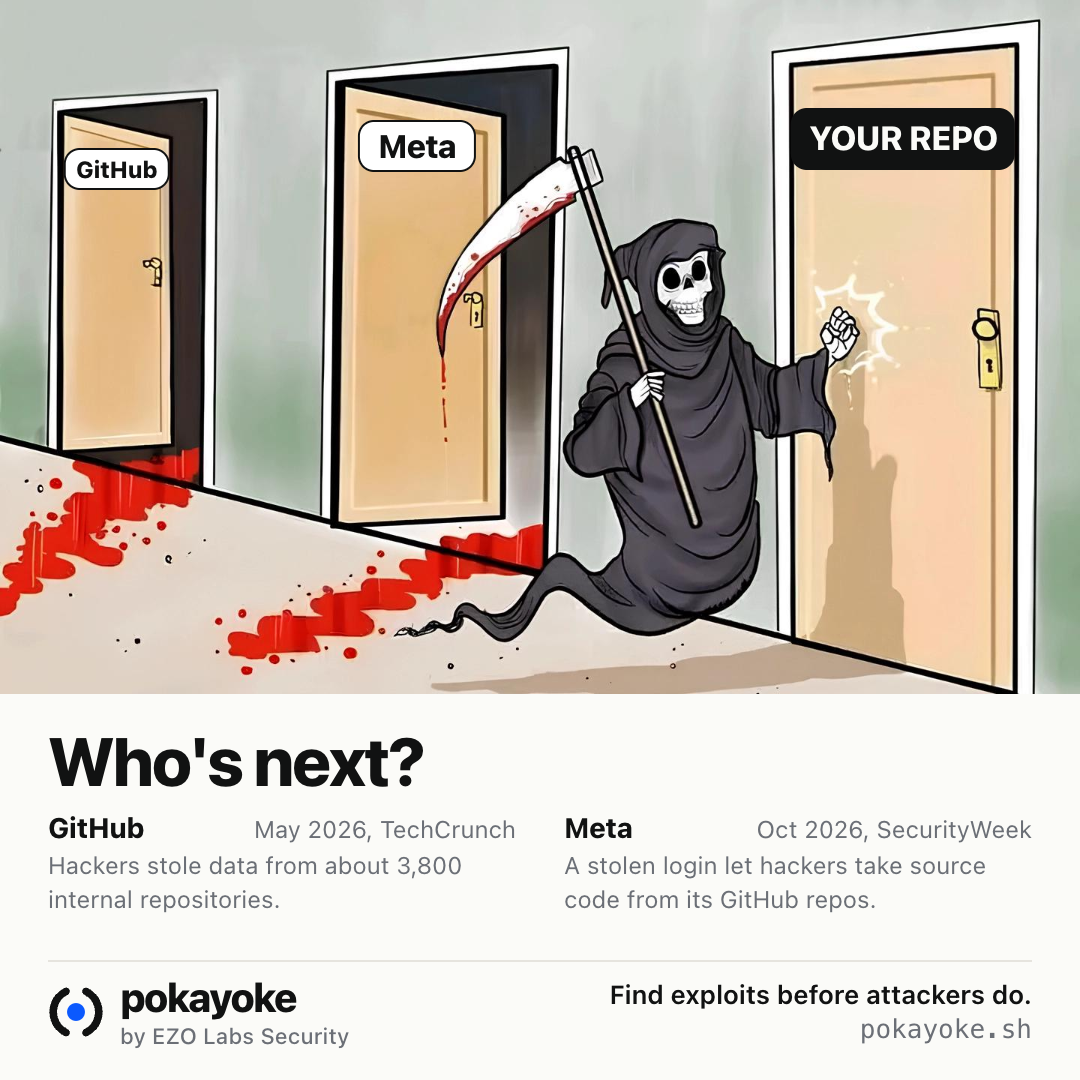 GitHub
Meta
YOUR REPO
Who's next?
GitHub May 2026, TechCrunch
Hackers stole data from about 3,800
internal repositories.
Meta Oct 2026, SecurityWeek
A stolen login let hackers take source
code from its GitHub repos.
pokayoke
by EZO Labs Security
Find exploits before attackers do.
pokayoke.sh